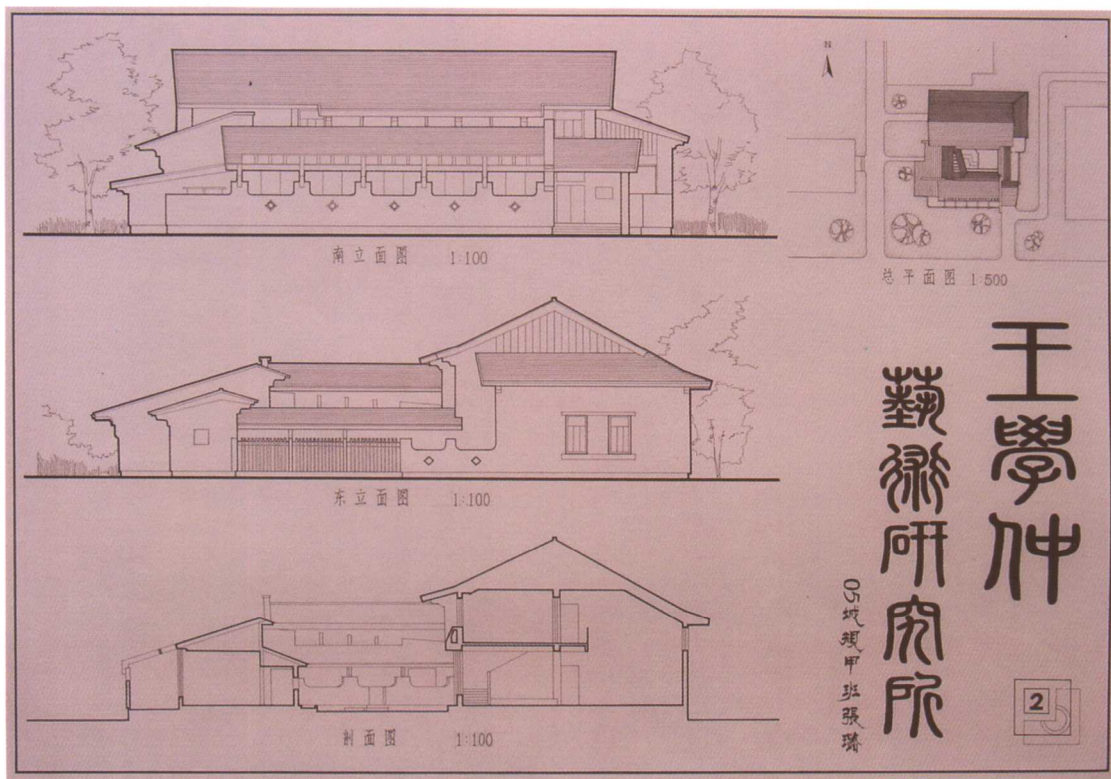 南立面图 1:100
北
总平面图 1:500
东立面图 1:100
剖面图 1:100
王學仲
藝術研究所
05城規甲班張璐
2